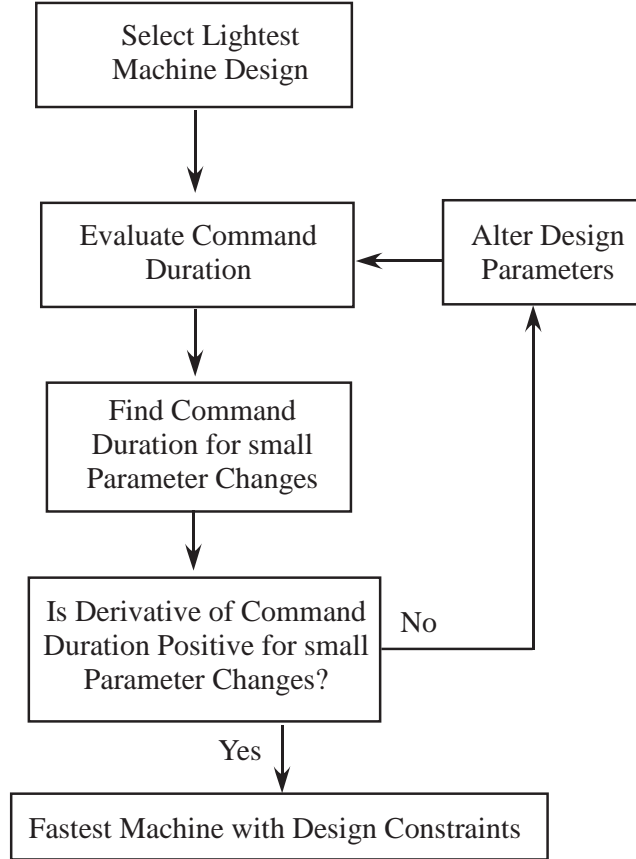 Select Lightest
Machine Design
Evaluate Command
Duration
Alter Design
Parameters
Find Command
Duration for small
Parameter Changes
Is Derivative of Command
Duration Positive for small
Parameter Changes?
No
Yes
Fastest Machine with Design Constraints